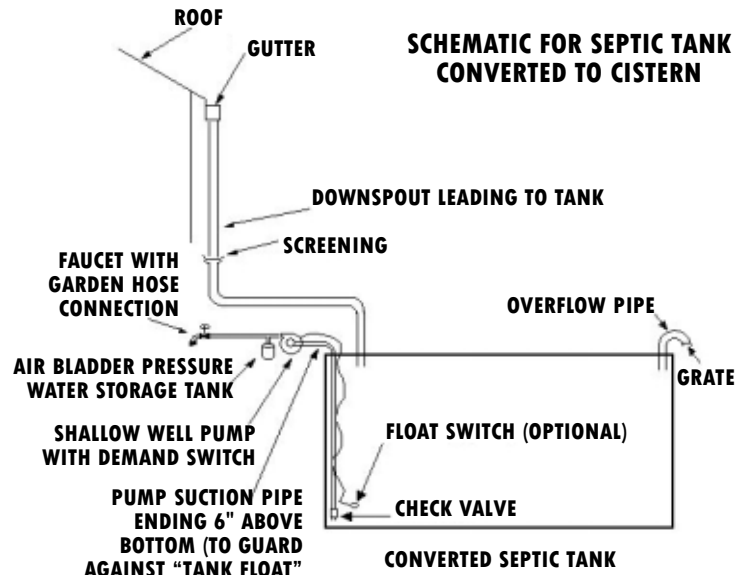 ROOF
GUTTER
SCHEMATIC FOR SEPTIC TANK
CONVERTED TO CISTERN
DOWNSPOUT LEADING TO TANK
SCREENING
FAUCET WITH
GARDEN HOSE
CONNECTION
OVERFLOW PIPE
GRATE
AIR BLADDER PRESSURE
WATER STORAGE TANK
SHALLOW WELL PUMP
WITH DEMAND SWITCH
FLOAT SWITCH (OPTIONAL)
PUMP SUCTION PIPE
ENDING 6" ABOVE
BOTTOM (TO GUARD
AGAINST “TANK FLOAT”
CHECK VALVE
CONVERTED SEPTIC TANK